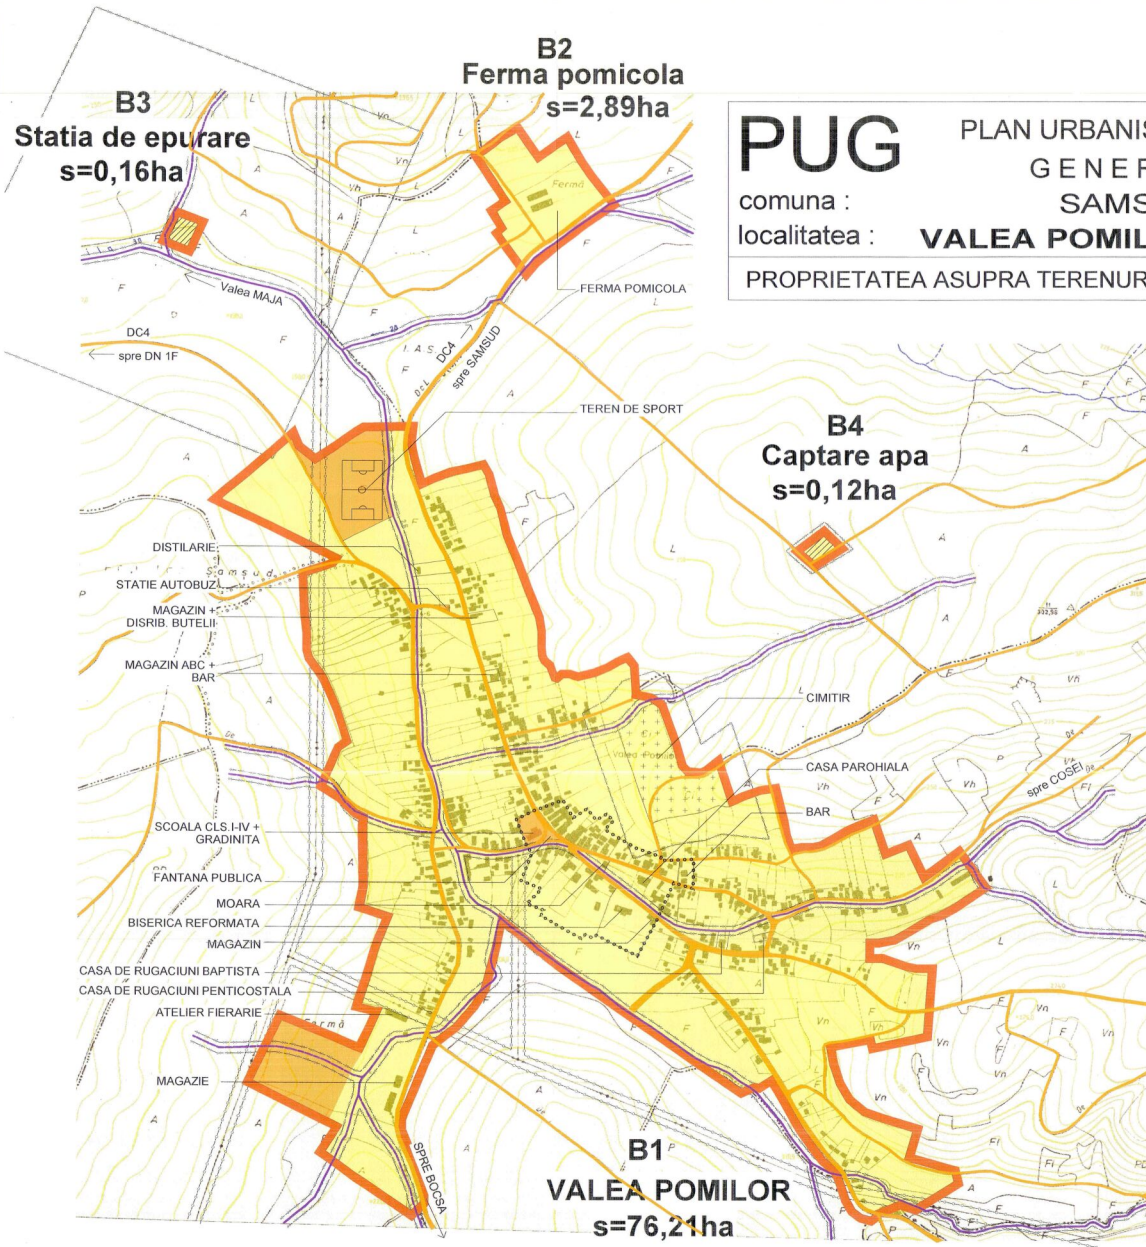 B2
Ferma pomicola
s=2,89ha
B3
Statia de epurare
s=0,16ha
PUG
PLAN URBANIS
GENER
comuna :
SAMS
localitatea :
VALEA POMIL
PROPRIETATEA ASUPRA TERENUR
Fermă
Valea MAJA
FERMA POMICOLA
DC4
spre DN 1F
I.A.S.
DC4
spre SAMSUD
TEREN DE SPORT
B4
Captare apa
s=0,12ha
DISTILARIE
Samsud
STATIE AUTOBUZ
MAGAZIN +
DISRIB. BUTELII
MAGAZIN ABC +
BAR
CIMITIR
CASA PAROHIALA
BAR
spre COSEI
SCOALA CLS.I-IV +
GRADINITA
FANTANA PUBLICA
MOARA
BISERICA REFORMATA
MAGAZIN
CASA DE RUGACIUNI BAPTISTA
CASA DE RUGACIUNI PENTICOSTALA
ATELIER FIERARIE
Fermă
MAGAZIE
SPRE BOCSA
B1
VALEA POMILOR
s=76,21ha